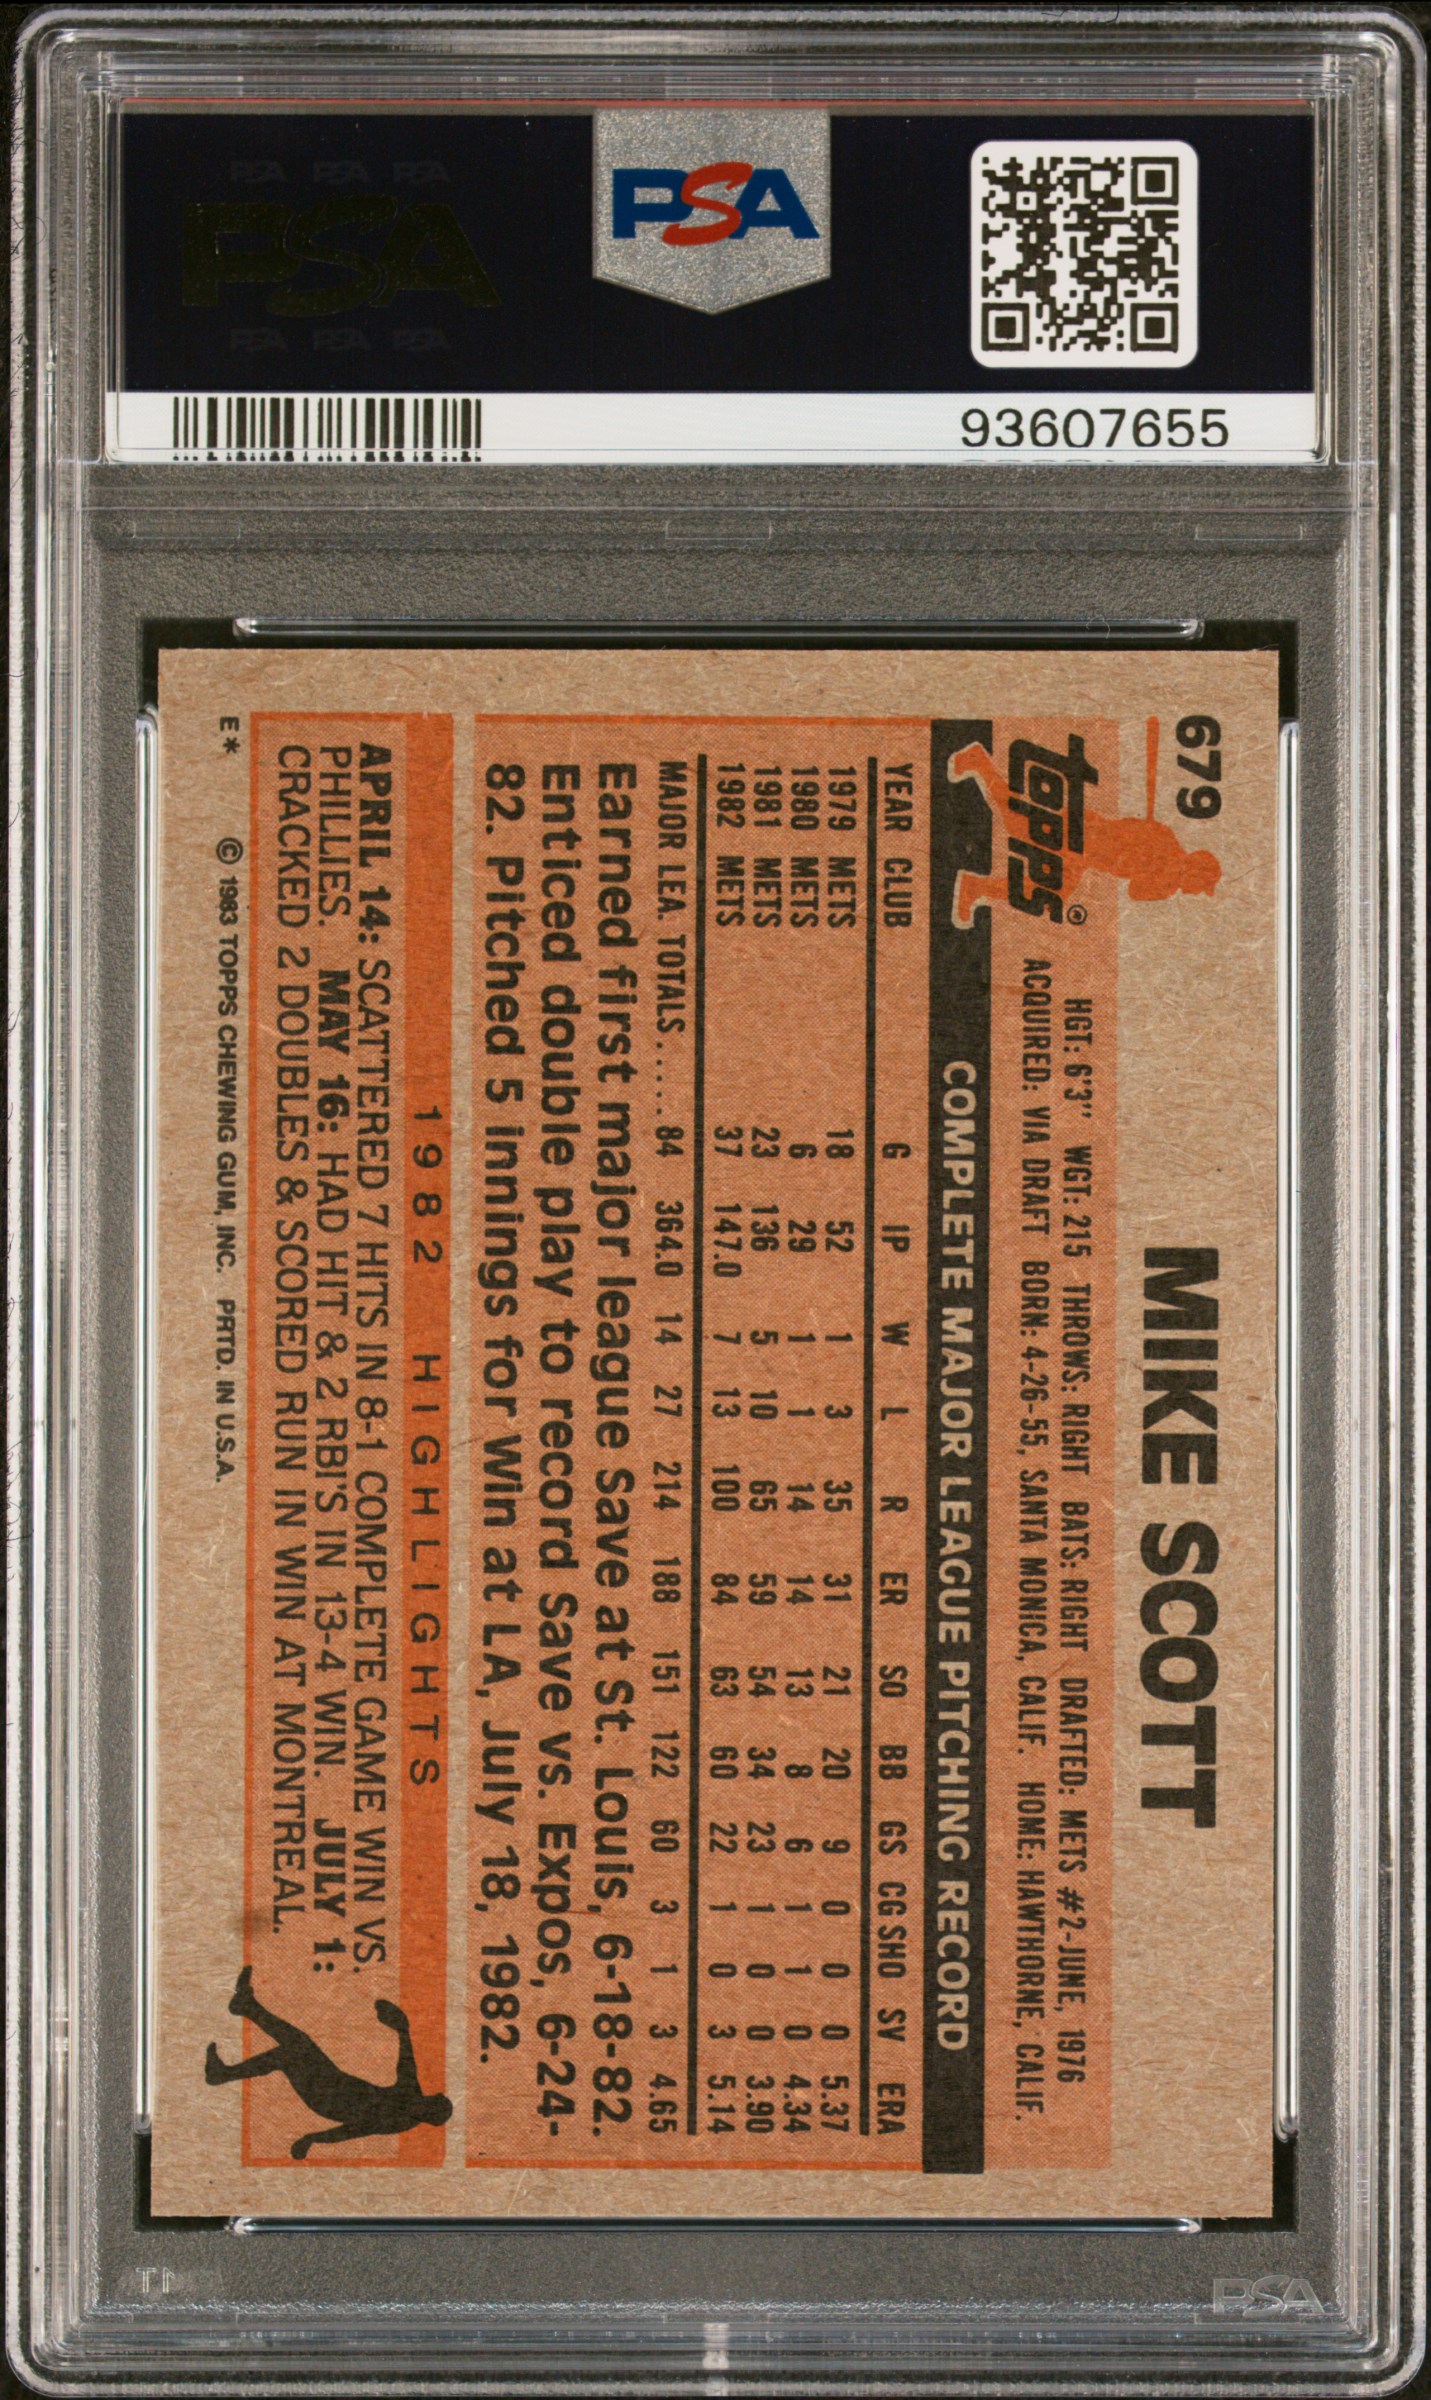 PSA PSA PSA
PSA
PSA PSA PSA
PSA
93607655
679
MIKE SCOTT
topps®
HGT: 6'3" WGT: 215 THROWS: RIGHT BATS: RIGHT DRAFTED: METS #2-JUNE, 1976
ACQUIRED: VIA DRAFT BORN: 4-26-55, SANTA MONICA, CALIF. HOME: HAWTHORNE, CALIF.
COMPLETE MAJOR LEAGUE PITCHING RECORD
YEAR CLUB G IP W L R ER SO BB GS CG SHO SV ERA
1979 METS 18 52 1 3 35 31 21 20 9 0 0 0 5.37
1980 METS 6 29 1 1 14 14 13 8 6 1 1 0 4.34
1981 METS 23 136 5 10 65 59 54 34 23 1 0 0 3.90
1982 METS 37 147.0 7 13 100 84 63 60 22 1 0 3 5.14
MAJOR LEA. TOTALS..... 84 364.0 14 27 214 188 151 122 60 3 1 3 4.65
Earned first major league Save at St. Louis, 6-18-82.
Enticed double play to record Save vs. Expos, 6-24-
82. Pitched 5 innings for Win at LA, July 18, 1982.
1982 HIGHLIGHTS
APRIL 14: SCATTERED 7 HITS IN 8-1 COMPLETE GAME WIN VS.
PHILLIES. MAY 16: HAD HIT & 2 RBI'S IN 13-4 WIN. JULY 1:
CRACKED 2 DOUBLES & SCORED RUN IN WIN AT MONTREAL.
E* © 1983 TOPPS CHEWING GUM, INC. PRTD. IN U.S.A.
PSA